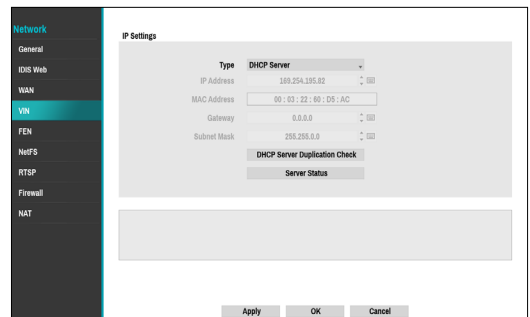 Network
General
IDIS Web
WAN
VIN
FEN
NetFS
RTSP
Firewall
NAT
IP Settings
Type DHCP Server
IP Address 169.254.195.82
MAC Address 00 : 03 : 22 : 60 : D5 : AC
Gateway 0.0.0.0
Subnet Mask 255.255.0.0
DHCP Server Duplication Check
Server Status
Apply OK Cancel